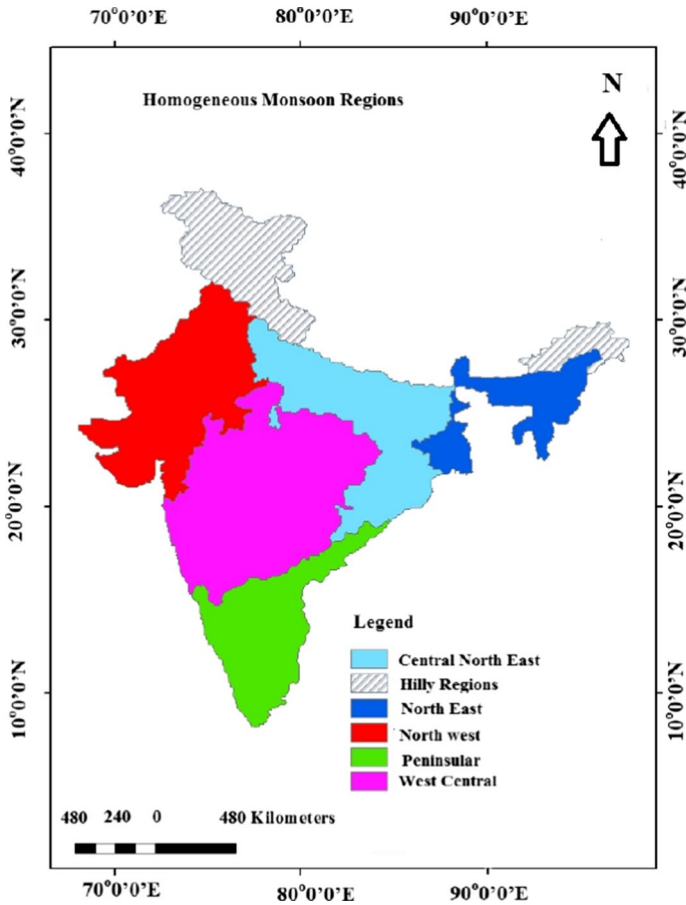 70°0'0"E 80°0'0"E 90°0'0"E
Homogeneous Monsoon Regions
N
40°0'0"N 40°0'0"N
30°0'0"N 30°0'0"N
20°0'0"N 20°0'0"N
10°0'0"N 10°0'0"N
Legend
Central North East
Hilly Regions
North East
North west
Peninsular
West Central
480 240 0 480 Kilometers
70°0'0"E 80°0'0"E 90°0'0"E